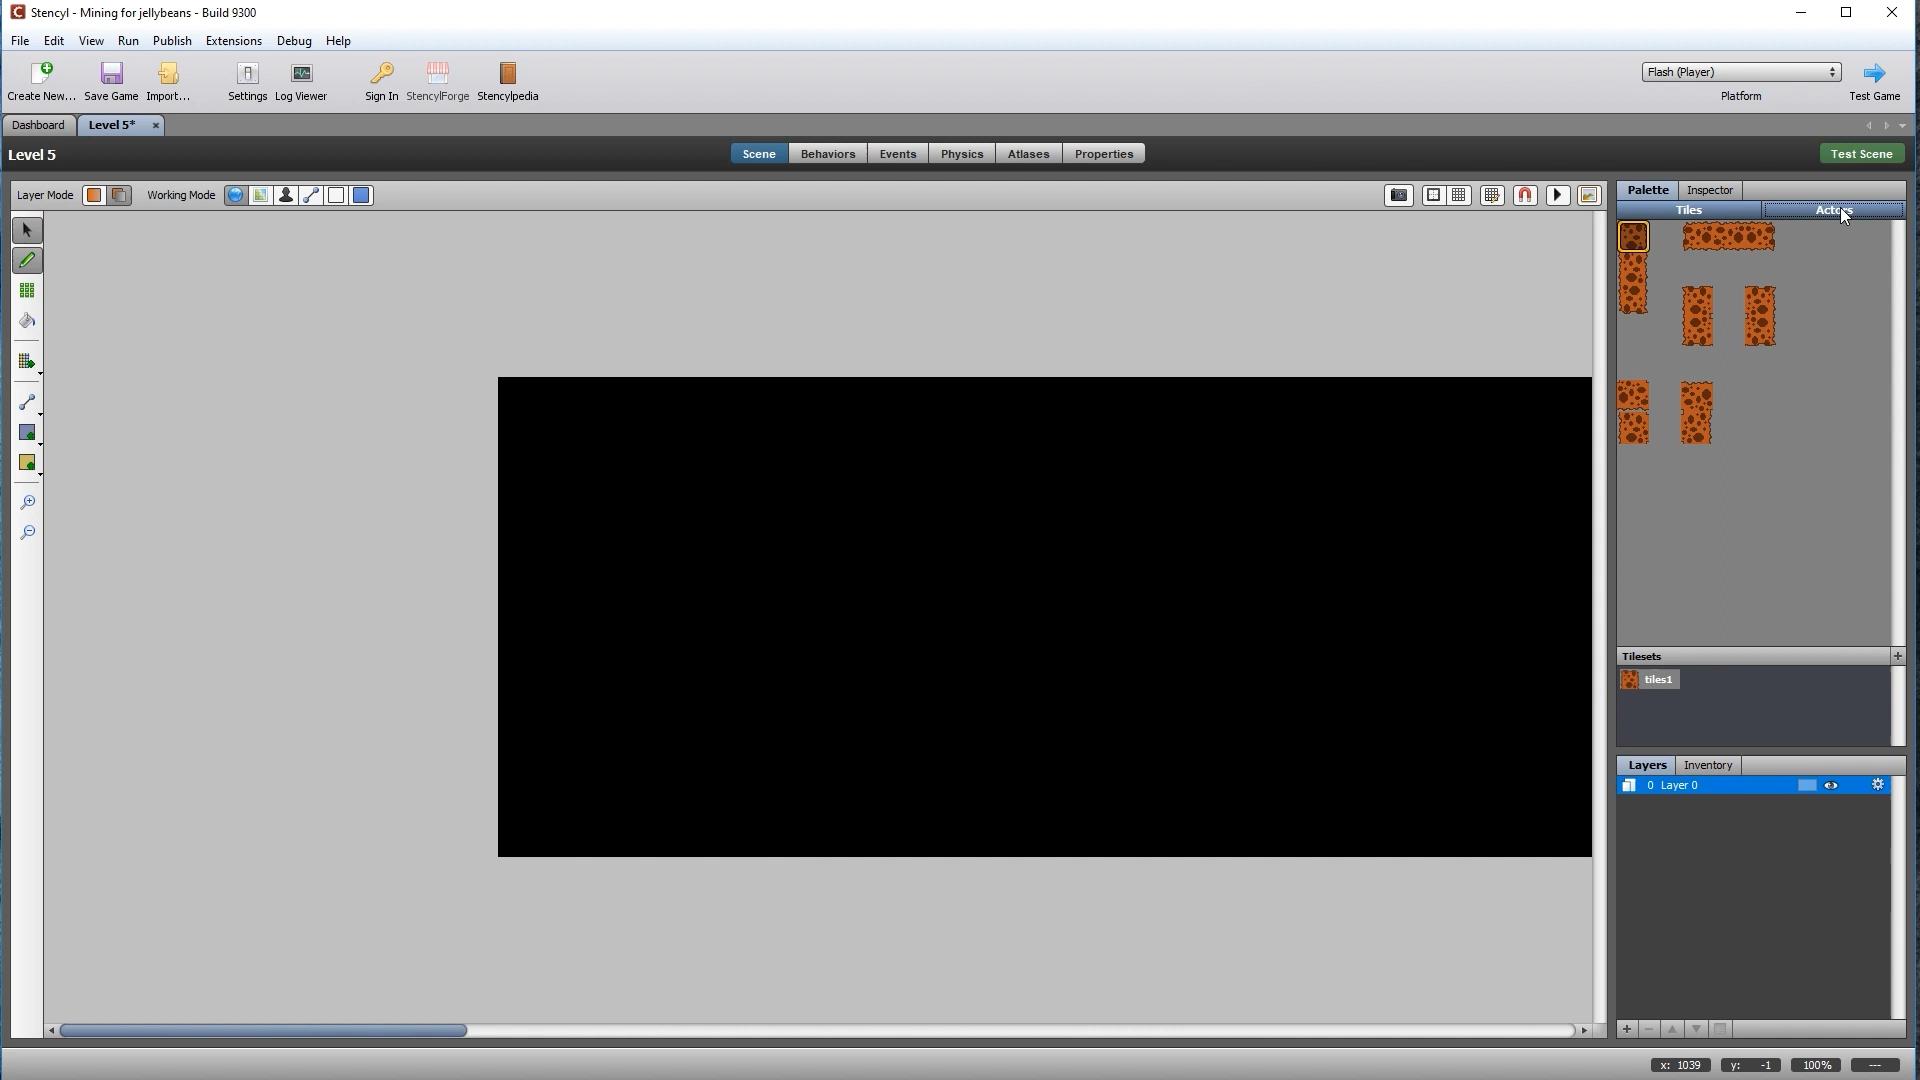 Stencyl - Mining for jellybeans - Build 9300
File Edit View Run Publish Extensions Debug Help
Create New... Save Game Import... Settings Log Viewer Sign In StencylForge Stencylpedia
Flash (Player)
Platform
Test Game
Dashboard Level 5*
Level 5
Scene Behaviors Events Physics Atlases Properties
Test Scene
Layer Mode Working Mode
Palette Inspector
Tiles Actors
Tilesets
tiles1
Layers Inventory
0 Layer 0
x: 1039 y: -1 100% ---